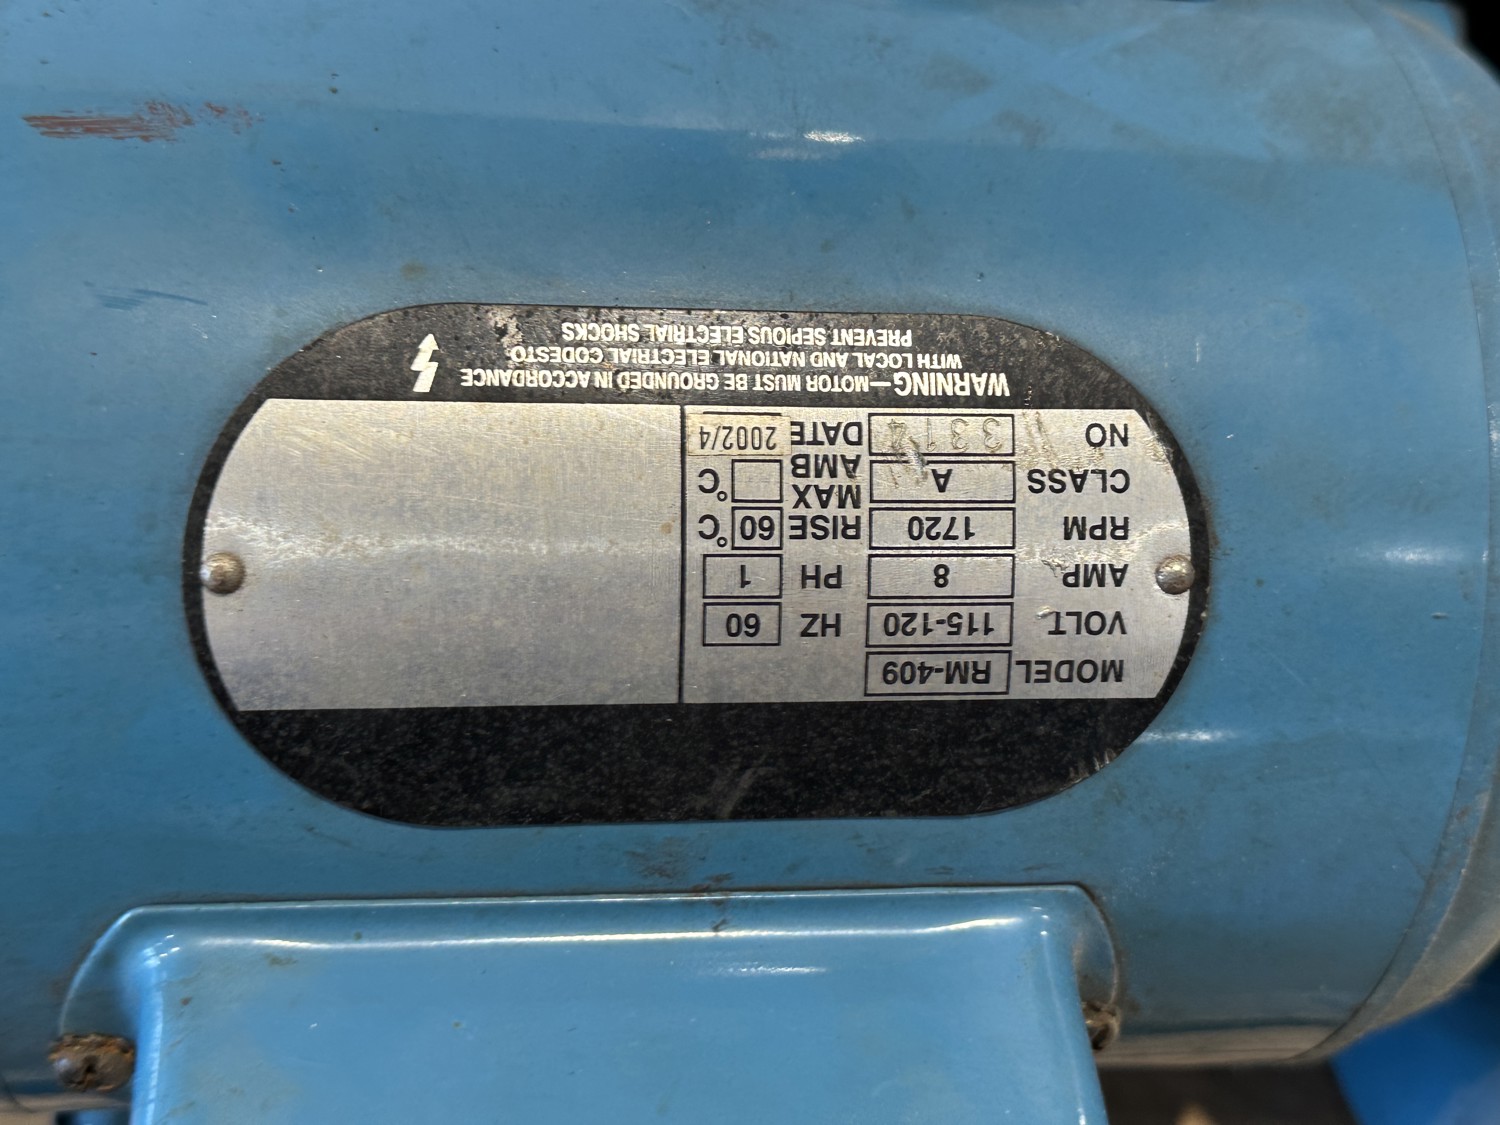 MODEL RM-409
VOLT 115-120 HZ 60
AMP 8 PH 1
RPM 1720 RISE 60 °C
CLASS A MAX AMB °C
NO 3314 DATE 2002/4
WARNING—MOTOR MUST BE GROUNDED IN ACCORDANCE
WITH LOCAL AND NATIONAL ELECTRIAL CODESTO
PREVENT SEPIOUS ELECTRIAL SHOCKS